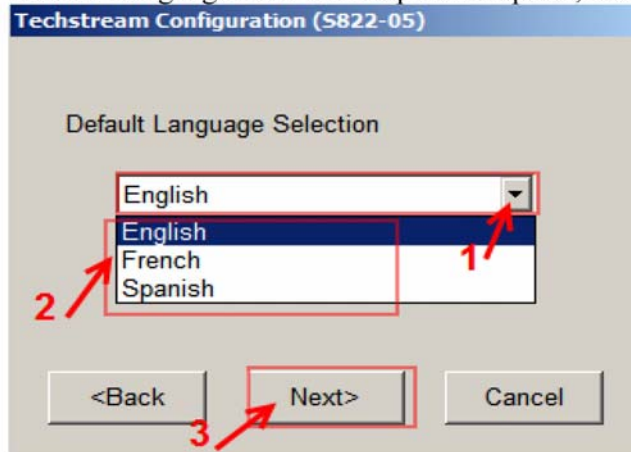 Techstream Configuration (S822-05)
Default Language Selection
English
English
French
Spanish
1
2
<Back Next> Cancel
3